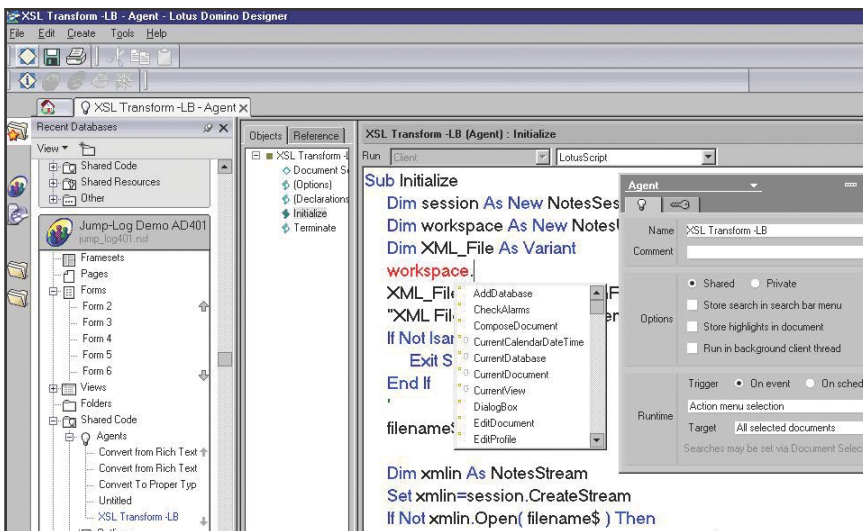 XSL Transform -LB - Agent - Lotus Domino Designer
File Edit Create Tools Help
XSL Transform -LB - Agent
Recent Databases
View
Shared Code
Shared Resources
Other
Jump-Log Demo AD401
jump_log401.nsf
Framesets
Pages
Forms
Form 2
Form 3
Form 4
Form 5
Form 6
Views
Folders
Shared Code
Agents
Convert from Rich Text
Convert from Rich Text
Convert To Proper Typ
Untitled
XSL Transform -LB
Objects Reference
XSL Transform -
Document S
(Options)
(Declarations
Initialize
Terminate
XSL Transform -LB (Agent) : Initialize
Run Client LotusScript
Sub Initialize
Dim session As New NotesSes
Dim workspace As New Notes
Dim XML_File As Variant
workspace.
XML_File
"XML Fil
If Not Isar
Exit S
End If
'
filename$
Dim xmlin As NotesStream
Set xmlin=session.CreateStream
If Not xmlin.Open( filename$ ) Then
AddDatabase
CheckAlarms
ComposeDocument
CurrentCalendarDateTime
CurrentDatabase
CurrentDocument
CurrentView
DialogBox
EditDocument
EditProfile
Agent
Name XSL Transform -LB
Comment
Options
Shared Private
Store search in search bar menu
Store highlights in document
Run in background client thread
Runtime
Trigger On event On sched
Action menu selection
Target All selected documents
Searches may be set via Document Selec